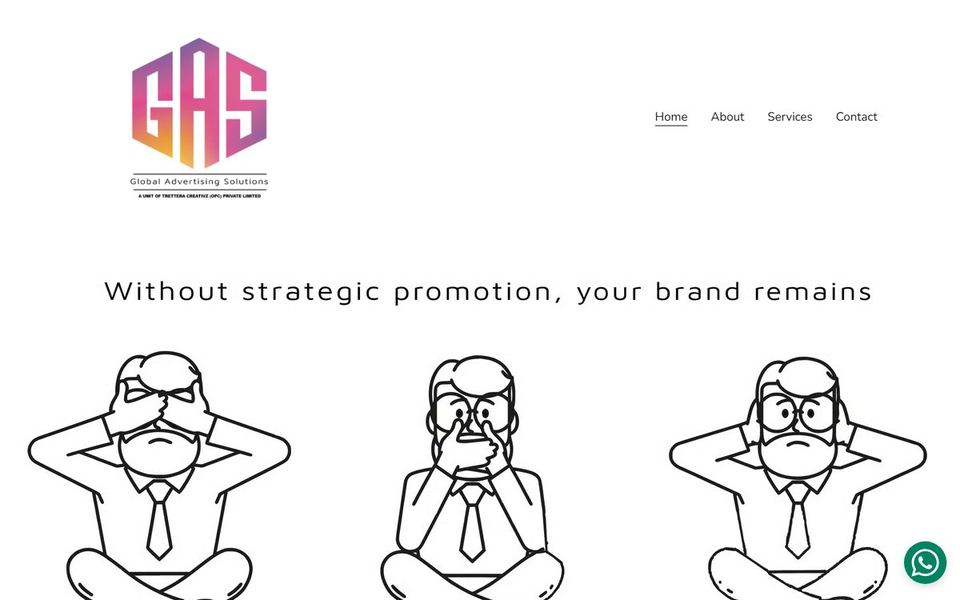 GAS
Global Advertising Solutions
A UNIT OF TRETTERA CREATIVZ (OPC) PRIVATE LIMITED
Home About Services Contact
Without strategic promotion, your brand remains